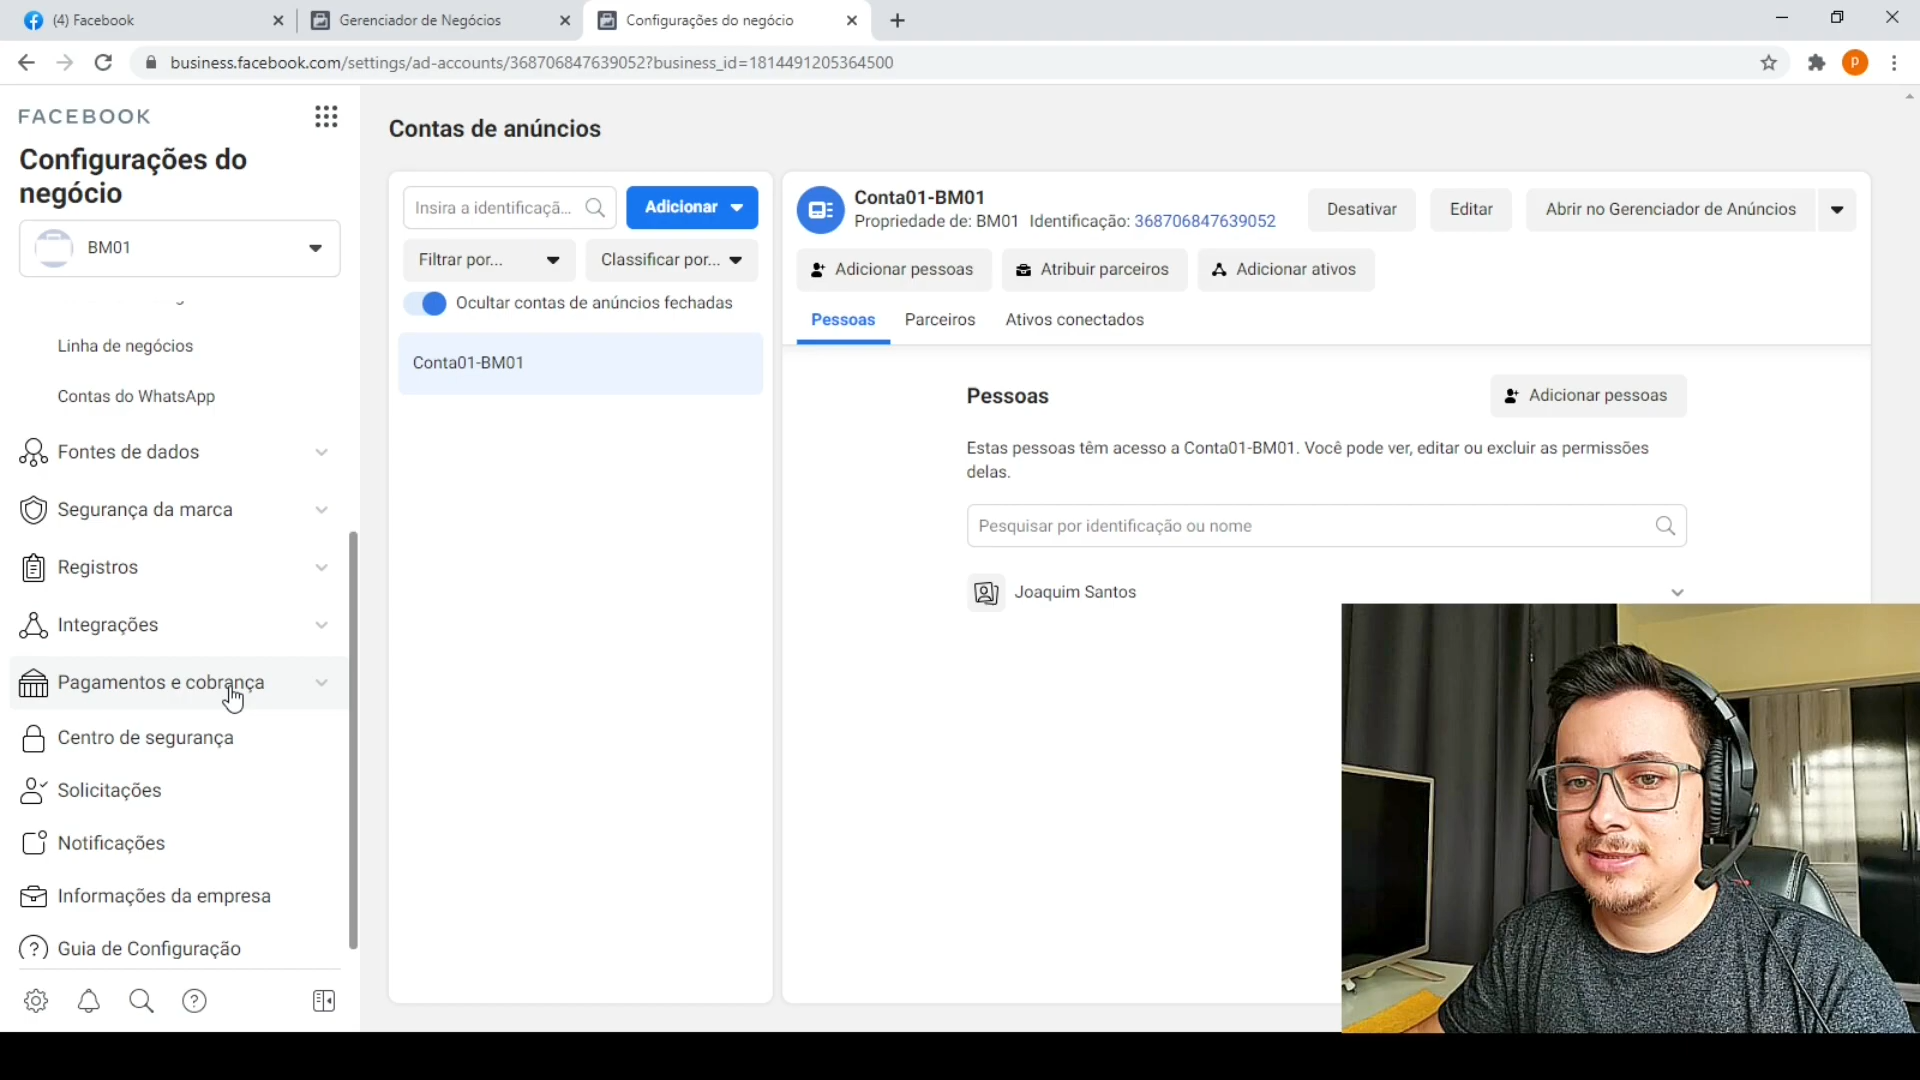 (4) Facebook
Gerenciador de Negócios
Configurações do negócio
business.facebook.com/settings/ad-accounts/368706847639052?business_id=1814491205364500
P
FACEBOOK
Configurações do
negócio
BM01
Linha de negócios
Contas do WhatsApp
Fontes de dados
Segurança da marca
Registros
Integrações
Pagamentos e cobrança
Centro de segurança
Solicitações
Notificações
Informações da empresa
Guia de Configuração
Contas de anúncios
Insira a identificaçã...
Adicionar
Filtrar por...
Classificar por...
Ocultar contas de anúncios fechadas
Conta01-BM01
Conta01-BM01
Propriedade de: BM01 Identificação: 368706847639052
Desativar
Editar
Abrir no Gerenciador de Anúncios
Adicionar pessoas
Atribuir parceiros
Adicionar ativos
Pessoas
Parceiros
Ativos conectados
Pessoas
Adicionar pessoas
Estas pessoas têm acesso a Conta01-BM01. Você pode ver, editar ou excluir as permissões
delas.
Pesquisar por identificação ou nome
Joaquim Santos